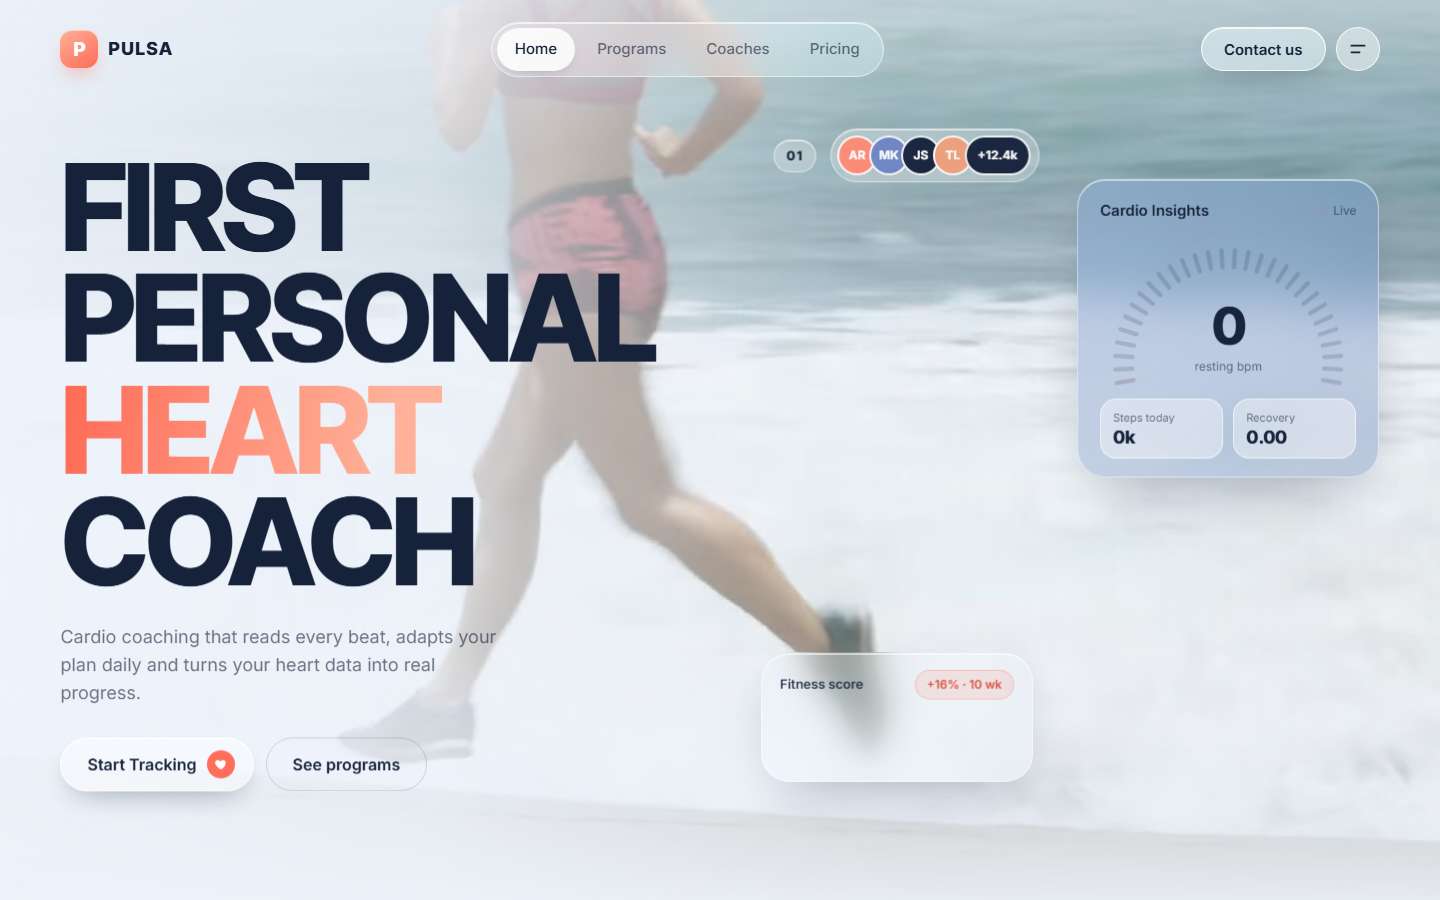 P PULSA
Home Programs Coaches Pricing
Contact us
01
AR MK JS TL +12.4k
FIRST
PERSONAL
HEART
COACH
Cardio coaching that reads every beat, adapts your
plan daily and turns your heart data into real
progress.
Start Tracking
See programs
Cardio Insights
Live
0
resting bpm
Steps today
0k
Recovery
0.00
Fitness score
+16% · 10 wk